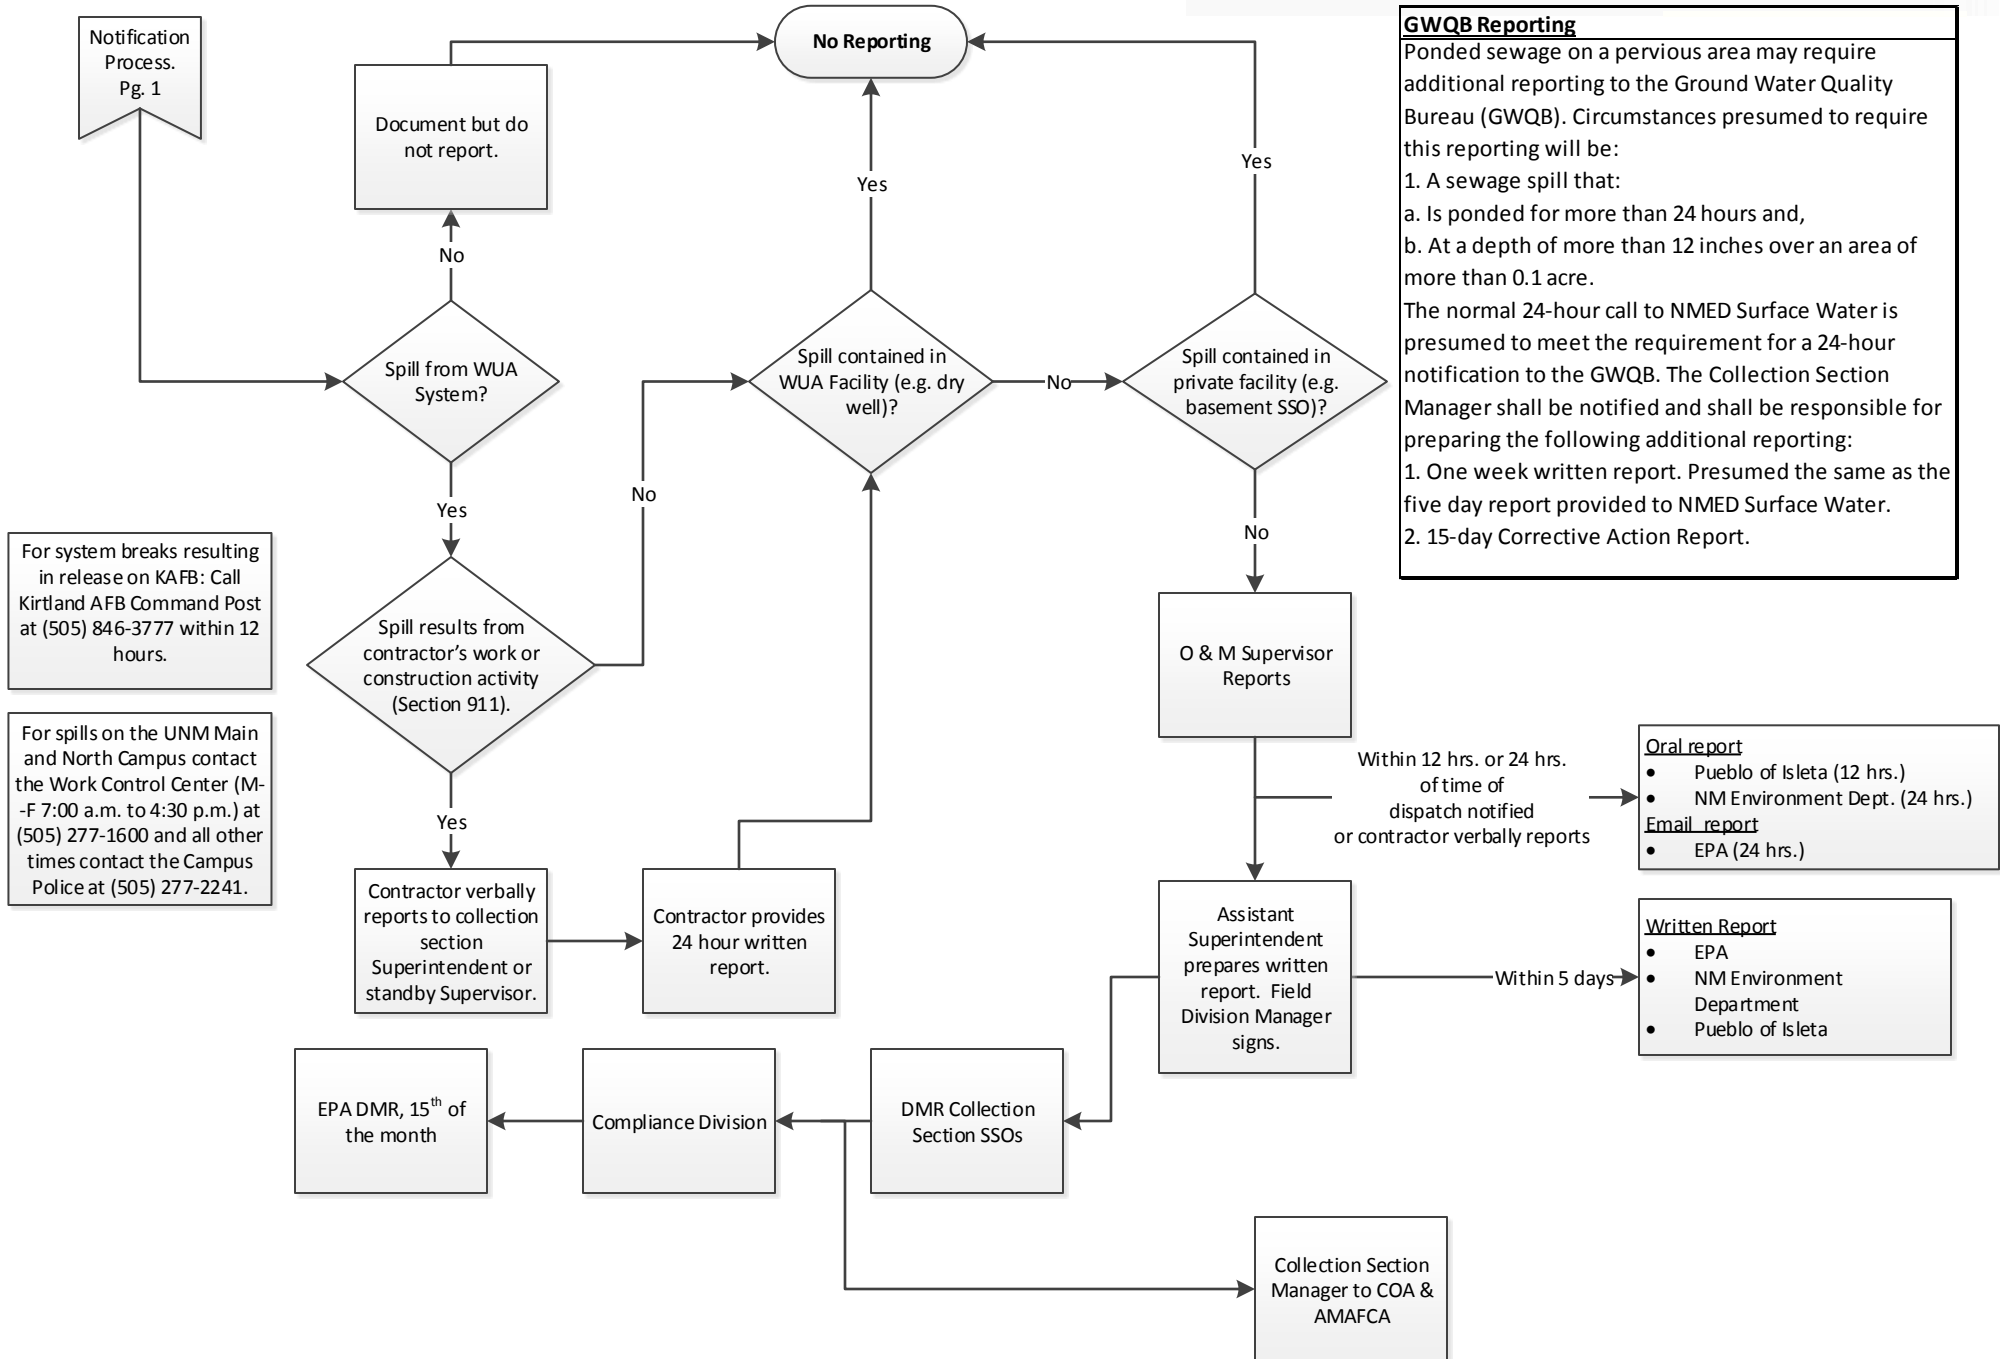 Notification
Process.
Pg. 1
Document but do
not report.
No Reporting
GWQB Reporting
Ponded sewage on a pervious area may require
additional reporting to the Ground Water Quality
Bureau (GWQB). Circumstances presumed to require
this reporting will be:
1. A sewage spill that:
a. Is ponded for more than 24 hours and,
b. At a depth of more than 12 inches over an area of
more than 0.1 acre.
The normal 24-hour call to NMED Surface Water is
presumed to meet the requirement for a 24-hour
notification to the GWQB. The Collection Section
Manager shall be notified and shall be responsible for
preparing the following additional reporting:
1. One week written report. Presumed the same as the
five day report provided to NMED Surface Water.
2. 15-day Corrective Action Report.
Yes
Yes
No
Spill from WUA
System?
Spill contained in
WUA Facility (e.g. dry
well)?
No
Spill contained in
private facility (e.g.
basement SSO)?
Yes
No
No
For system breaks resulting
in release on KAFB: Call
Kirtland AFB Command Post
at (505) 846-3777 within 12
hours.
Spill results from
contractor's work or
construction activity
(Section 911).
O & M Supervisor
Reports
For spills on the UNM Main
and North Campus contact
the Work Control Center (M-
-F 7:00 a.m. to 4:30 p.m.) at
(505) 277-1600 and all other
times contact the Campus
Police at (505) 277-2241.
Yes
Within 12 hrs. or 24 hrs.
of time of
dispatch notified
or contractor verbally reports
Oral report
• Pueblo of Isleta (12 hrs.)
• NM Environment Dept. (24 hrs.)
Email report
• EPA (24 hrs.)
Contractor verbally
reports to collection
section
Superintendent or
standby Supervisor.
Contractor provides
24 hour written
report.
Assistant
Superintendent
prepares written
report. Field
Division Manager
signs.
Within 5 days
Written Report
• EPA
• NM Environment
Department
• Pueblo of Isleta
EPA DMR, 15th of
the month
Compliance Division
DMR Collection
Section SSOs
Collection Section
Manager to COA &
AMAFCA